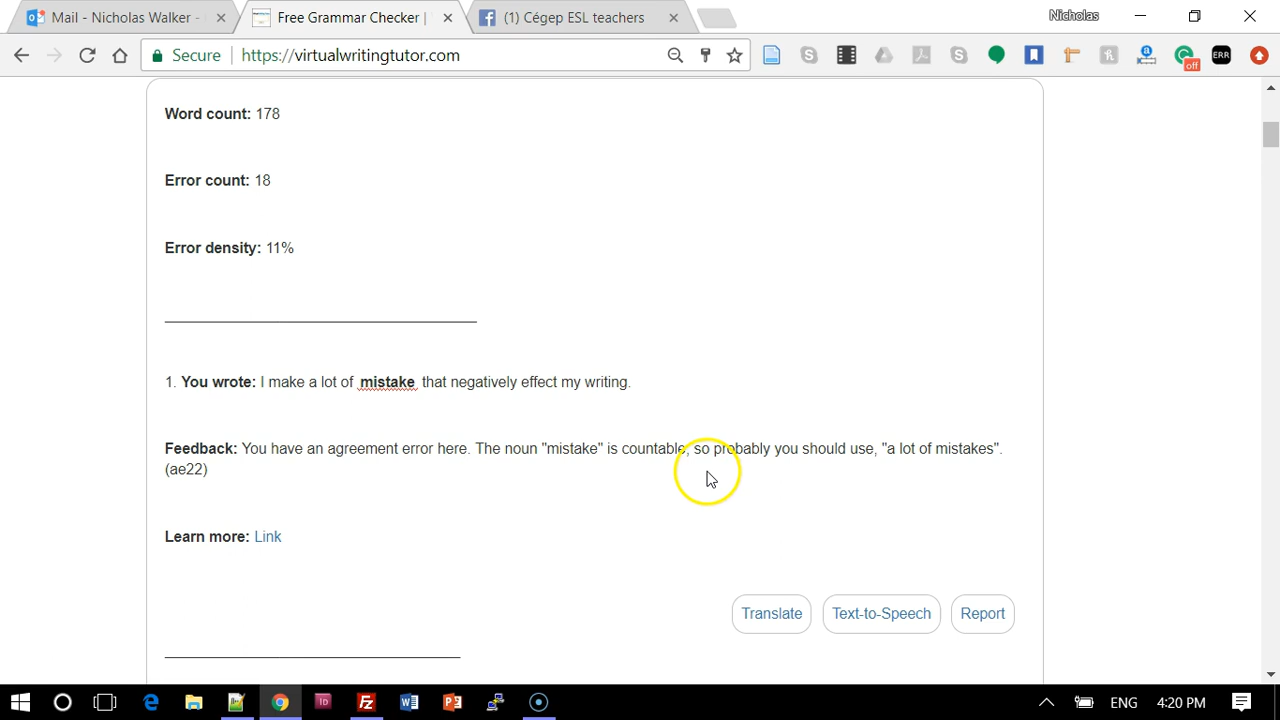 Mail - Nicholas Walker -
Free Grammar Checker
(1) Cégep ESL teachers
Nicholas
Secure
https://virtualwritingtutor.com
off
ERR
Word count: 178
Error count: 18
Error density: 11%
1. You wrote: I make a lot of mistake that negatively effect my writing.
Feedback: You have an agreement error here. The noun "mistake" is countable, so probably you should use, "a lot of mistakes".
(ae22)
Learn more: Link
Translate
Text-to-Speech
Report
ENG
4:20 PM